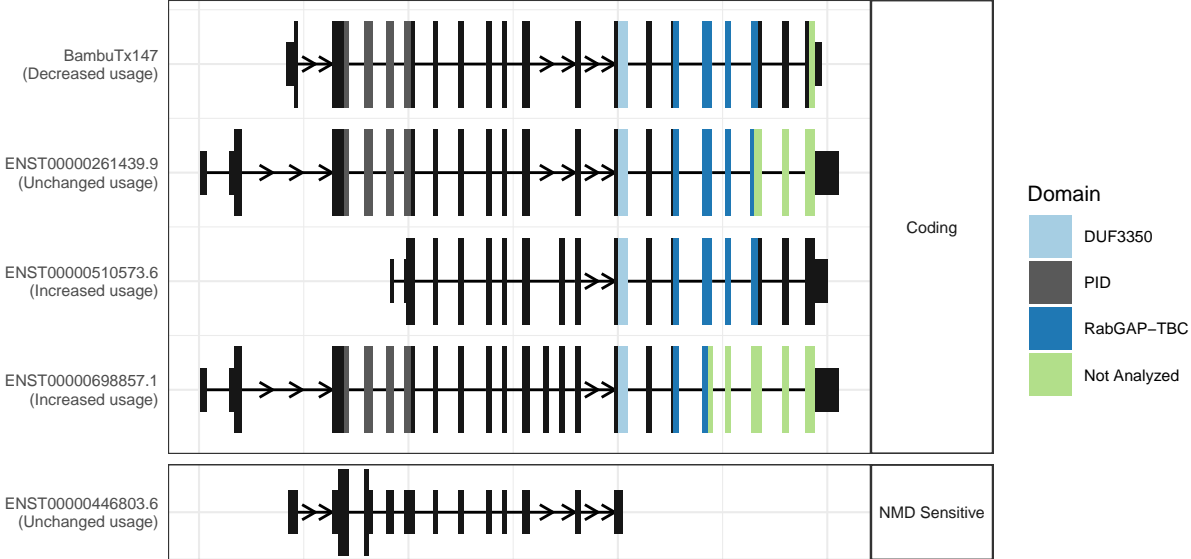 BambuTx147
(Decreased usage)
ENST00000261439.9
(Unchanged usage)
ENST00000510573.6
(Increased usage)
ENST00000698857.1
(Increased usage)
Coding
ENST00000446803.6
(Unchanged usage)
NMD Sensitive
Domain
DUF3350
PID
RabGAP−TBC
Not Analyzed